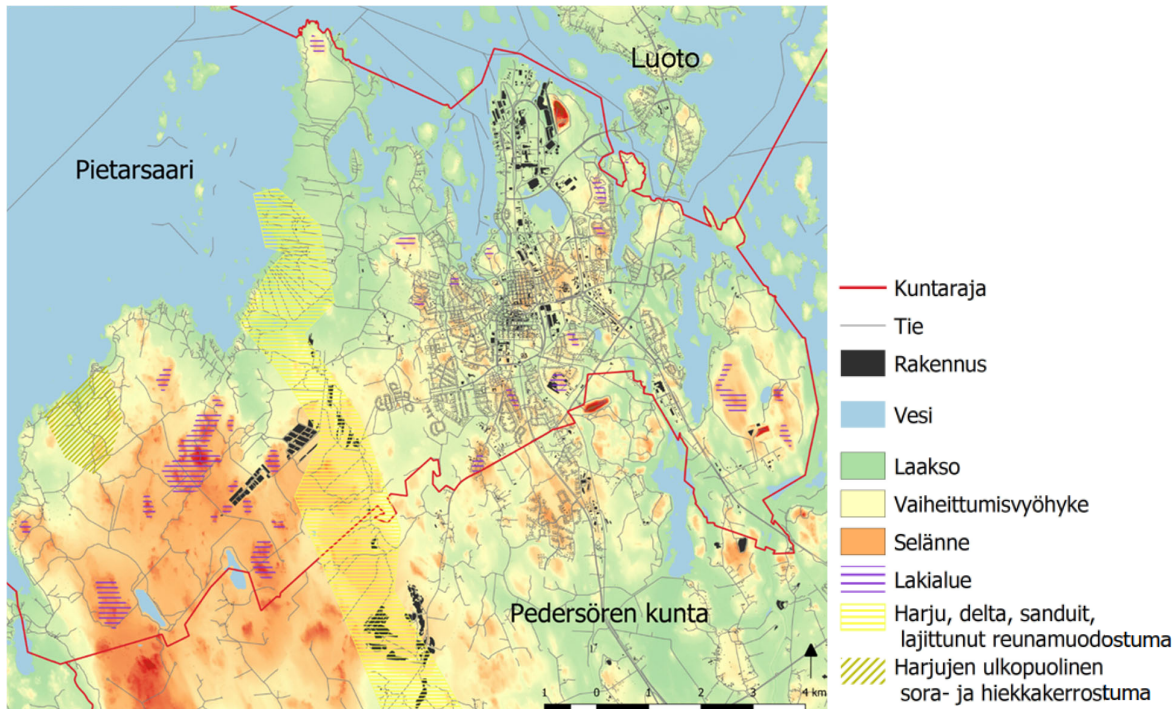 Luoto
Pietarsaari
Pedersören kunta
1 0 1 2 3 4 km
Kuntaraja
Tie
Rakennus
Vesi
Laakso
Vaiheittumisvyöhyke
Selänne
Lakialue
Harju, delta, sanduit,
lajittunut reunamuodostuma
Harjujen ulkopuolinen
sora- ja hiekkakerrostuma